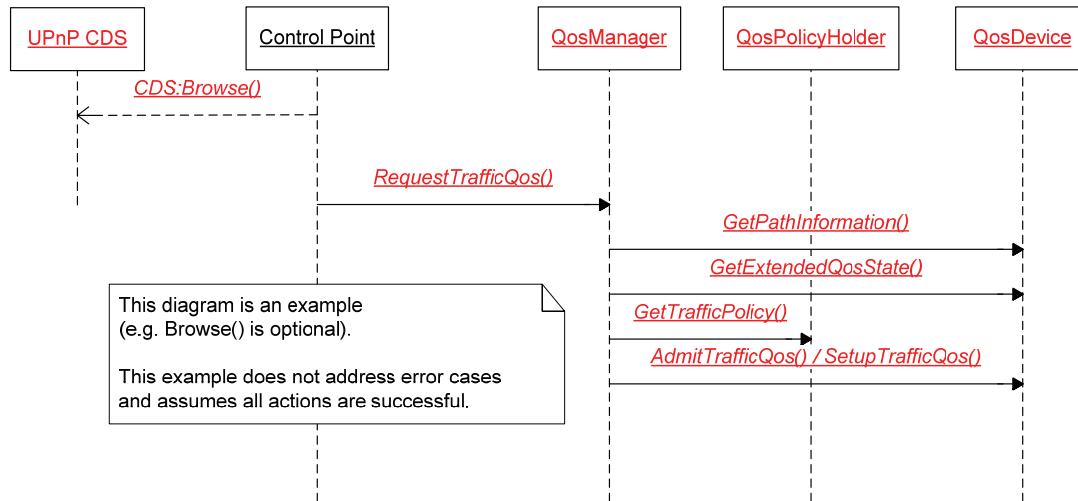 UPnP CDS
Control Point
QosManager
QosPolicyHolder
QosDevice
CDS:Browse()
RequestTrafficQos()
GetPathInformation()
GetExtendedQosState()
GetTrafficPolicy()
AdmitTrafficQos() / SetupTrafficQos()
This diagram is an example
(e.g. Browse() is optional).
This example does not address error cases
and assumes all actions are successful.